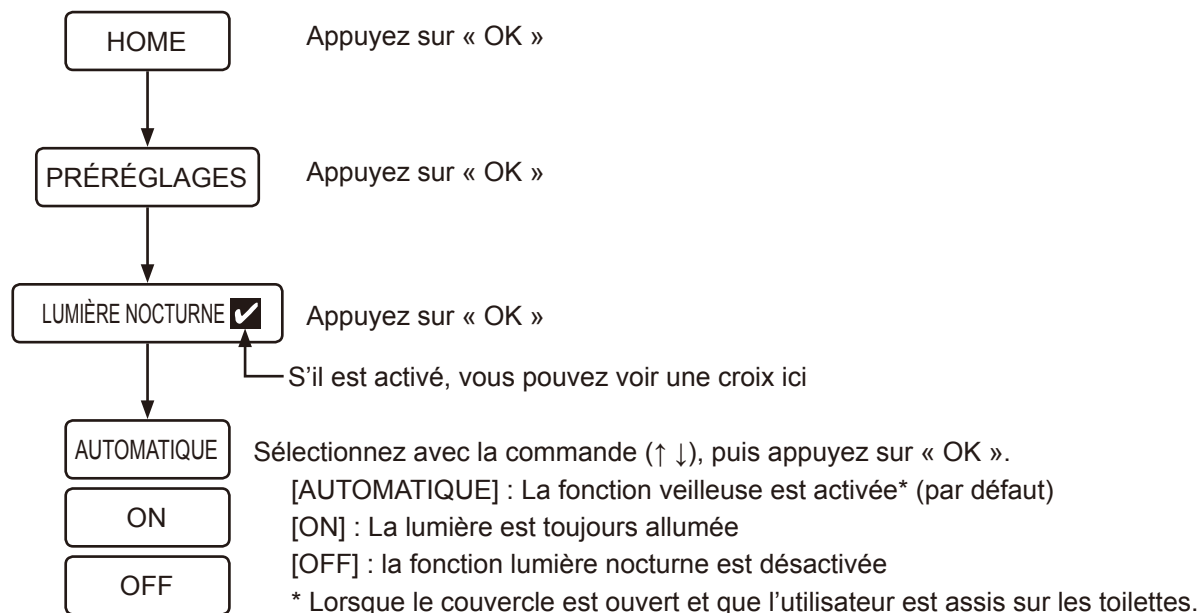 HOME Appuyez sur « OK »
PRÉRÉGLAGES Appuyez sur « OK »
LUMIÈRE NOCTURNE ✔ Appuyez sur « OK »
S’il est activé, vous pouvez voir une croix ici
AUTOMATIQUE Sélectionnez avec la commande (↑ ↓), puis appuyez sur « OK ».
[AUTOMATIQUE] : La fonction veilleuse est activée* (par défaut)
ON [ON] : La lumière est toujours allumée
[OFF] : la fonction lumière nocturne est désactivée
OFF
* Lorsque le couvercle est ouvert et que l’utilisateur est assis sur les toilettes.